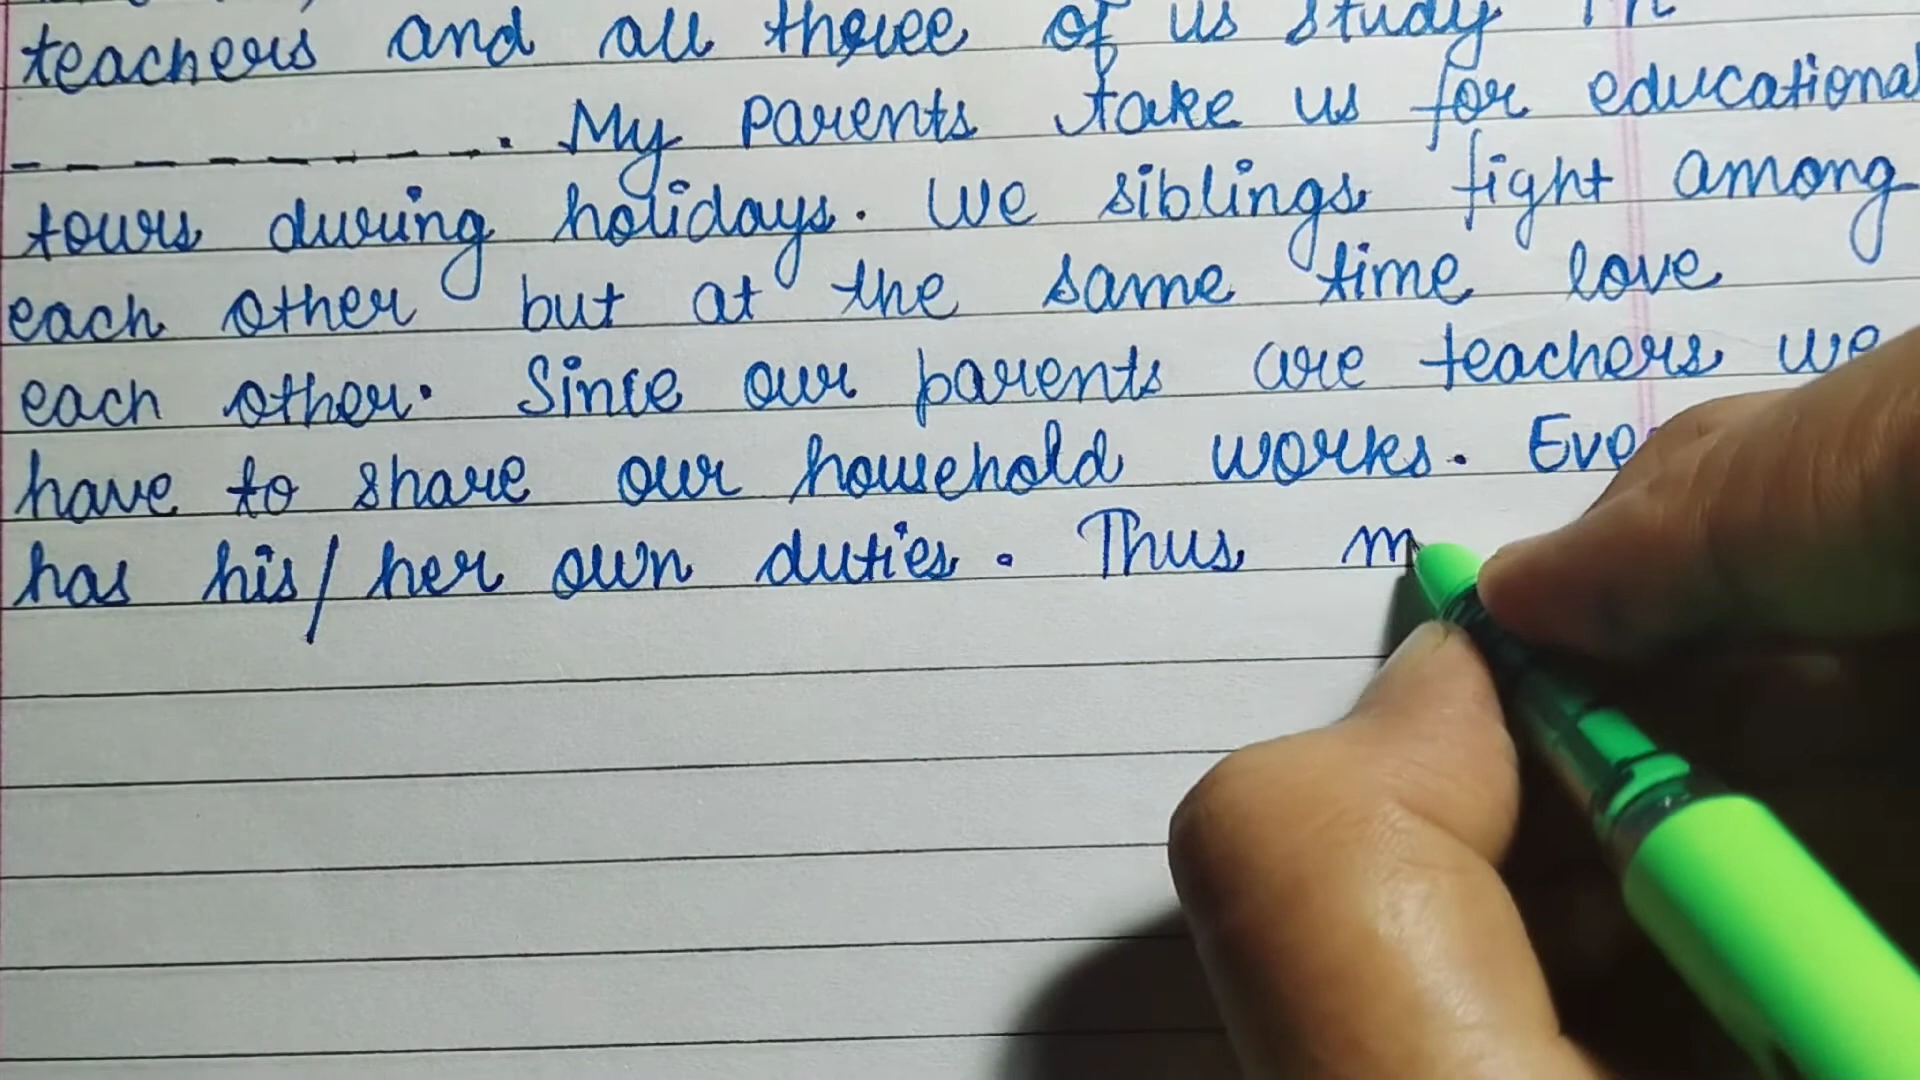 teachers and all three of us study in
_ _ _ _ _ _ _ _ _ . My parents take us for educational
tours during holidays. We siblings fight among
each other but at the same time love
each other. Since our parents are teachers we
have to share our household works. Eve
has his/her own duties. Thus m